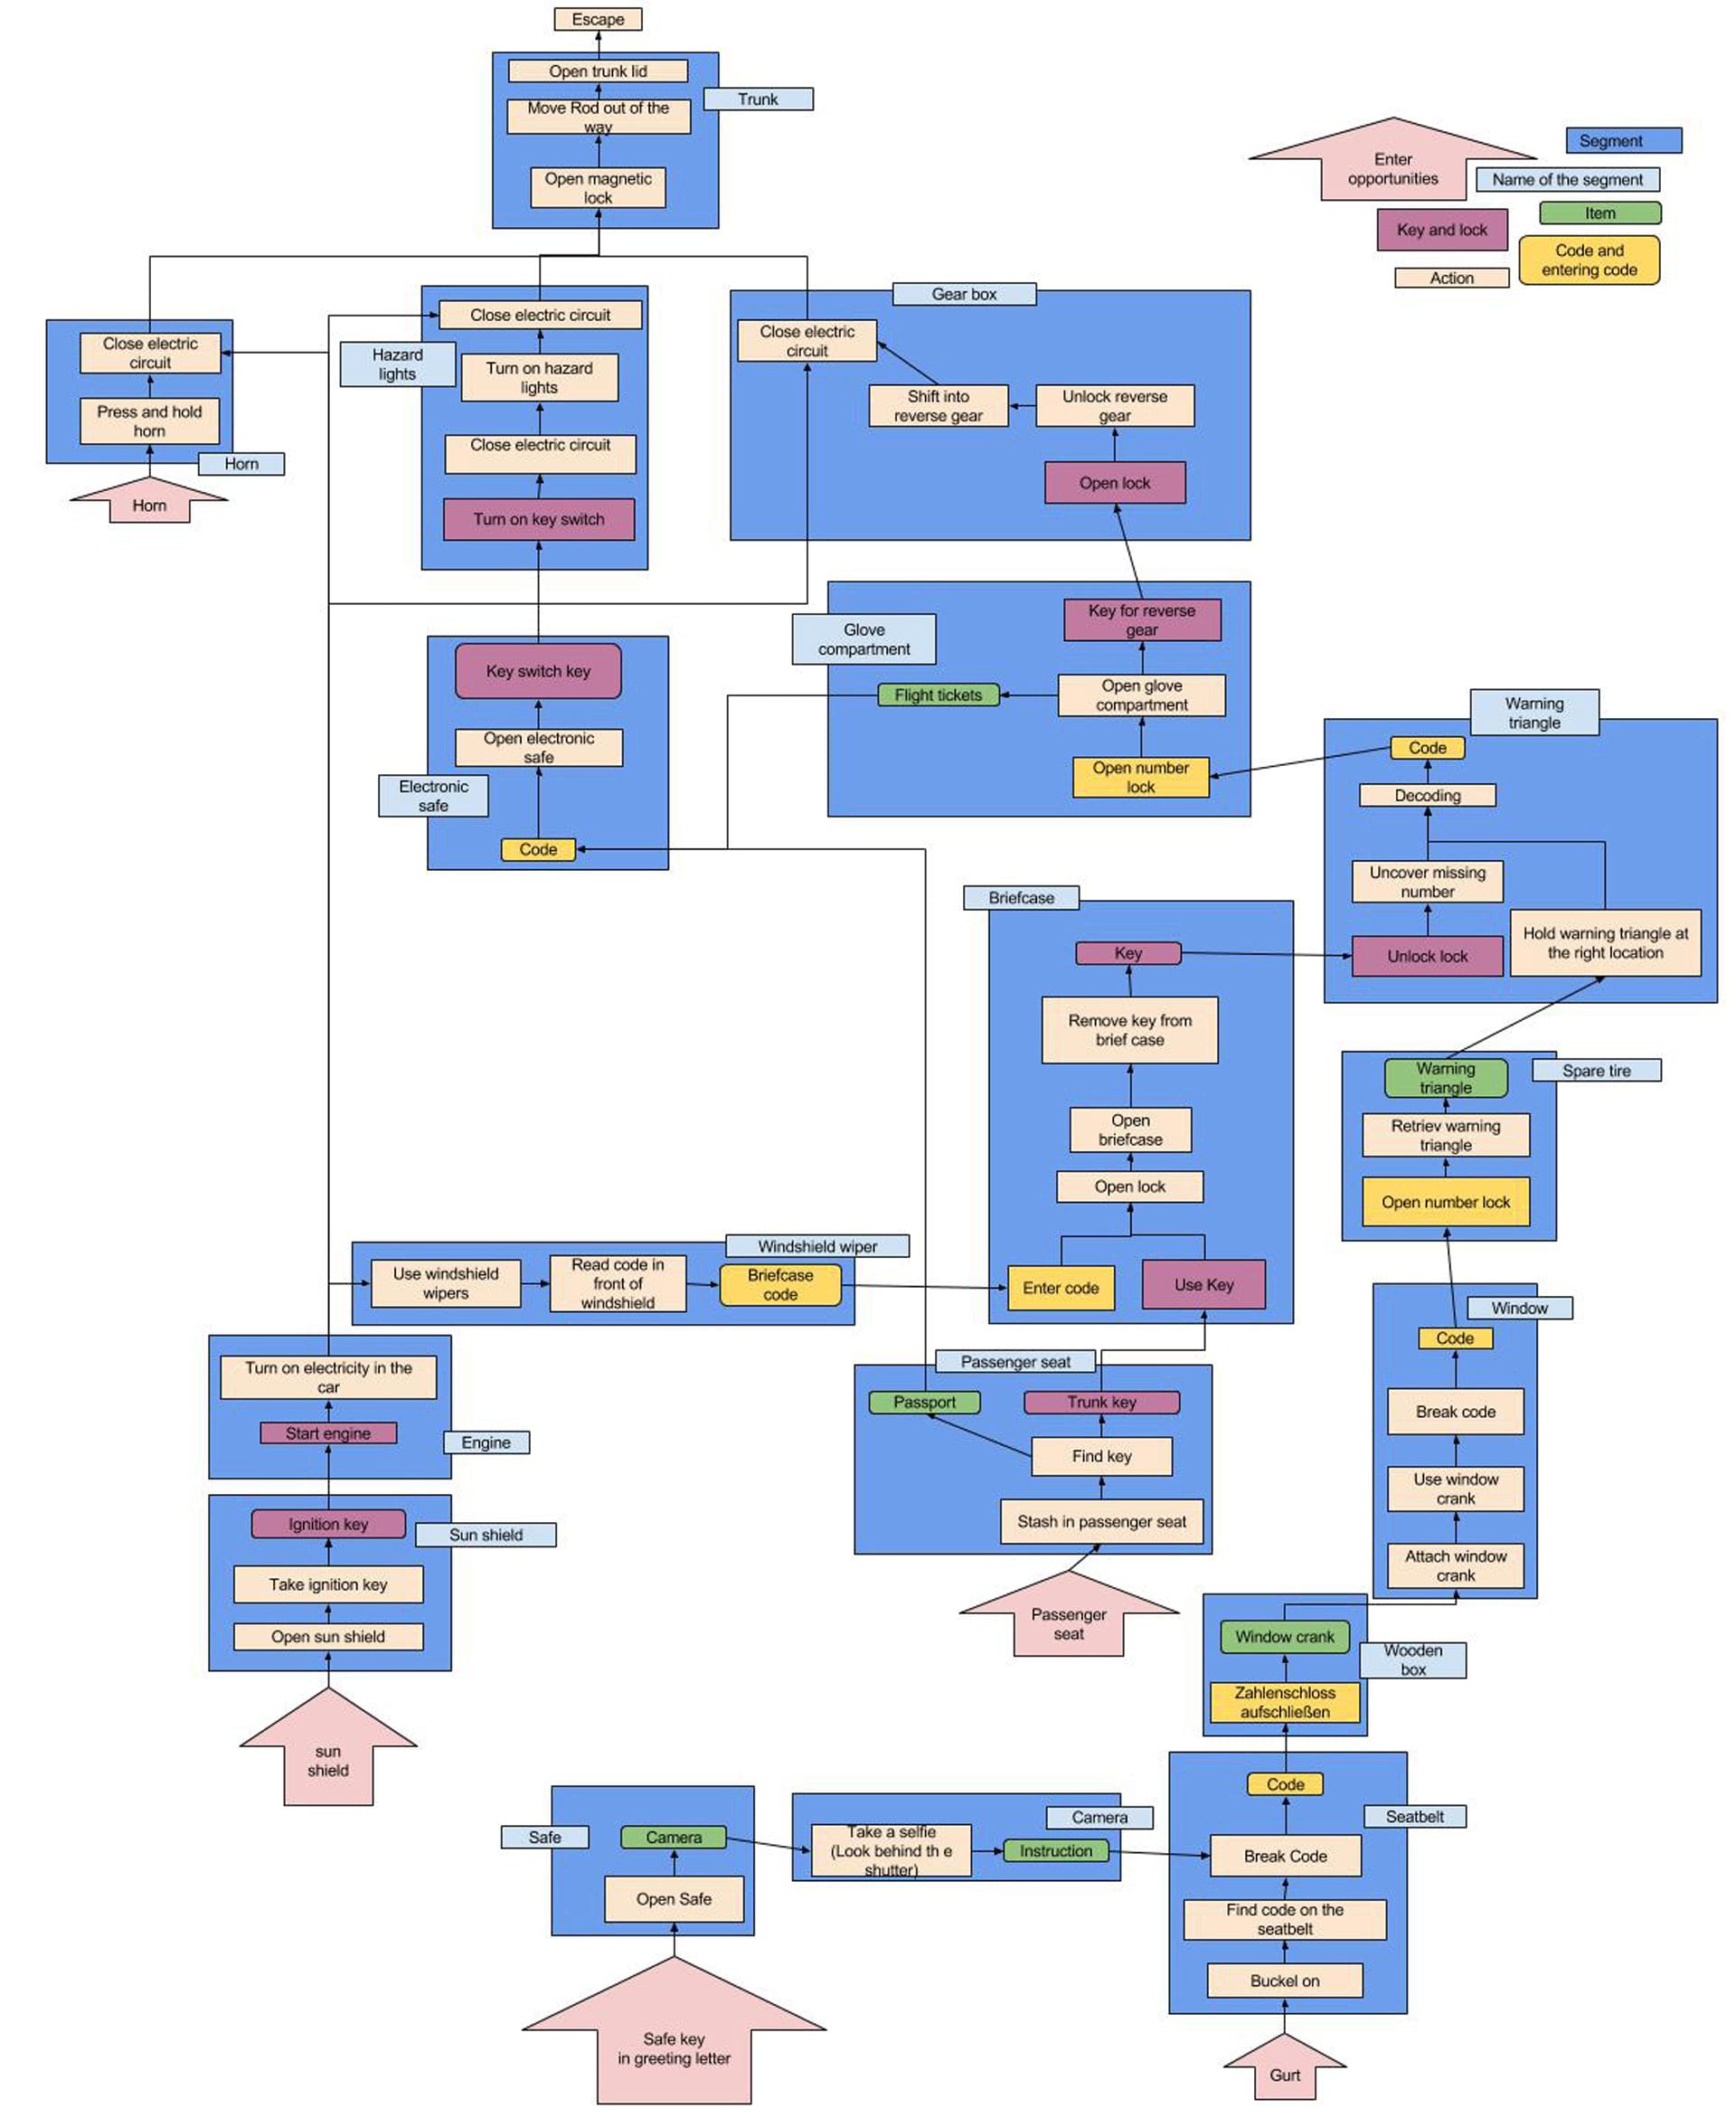 Escape
Open trunk lid
Move Rod out of the
way
Trunk
Open magnetic
lock
Enter
opportunities
Segment
Name of the segment
Item
Key and lock
Code and
entering code
Action
Close electric
circuit
Press and hold
horn
Horn
Horn
Close electric circuit
Hazard
lights
Turn on hazard
lights
Close electric circuit
Turn on key switch
Gear box
Close electric
circuit
Shift into
reverse gear
Unlock reverse
gear
Open lock
Key switch key
Open electronic
safe
Electronic
safe
Code
Glove
compartment
Key for reverse
gear
Flight tickets
Open glove
compartment
Open number
lock
Warning
triangle
Code
Decoding
Uncover missing
number
Unlock lock
Hold warning triangle at
the right location
Briefcase
Key
Remove key from
brief case
Open
briefcase
Open lock
Enter code
Use Key
Warning
triangle
Spare tire
Retriev warning
triangle
Open number lock
Windshield wiper
Use windshield
wipers
Read code in
front of
windshield
Briefcase
code
Window
Code
Break code
Use window
crank
Attach window
crank
Turn on electricity in the
car
Start engine
Engine
Passenger seat
Passport
Trunk key
Find key
Stash in passenger seat
Passenger
seat
Ignition key
Sun shield
Take ignition key
Open sun shield
sun
shield
Window crank
Wooden
box
Zahlenschloss
aufschließen
Safe
Camera
Open Safe
Safe key
in greeting letter
Camera
Take a selfie
(Look behind th e
shutter)
Instruction
Code
Seatbelt
Break Code
Find code on the
seatbelt
Buckel on
Gurt